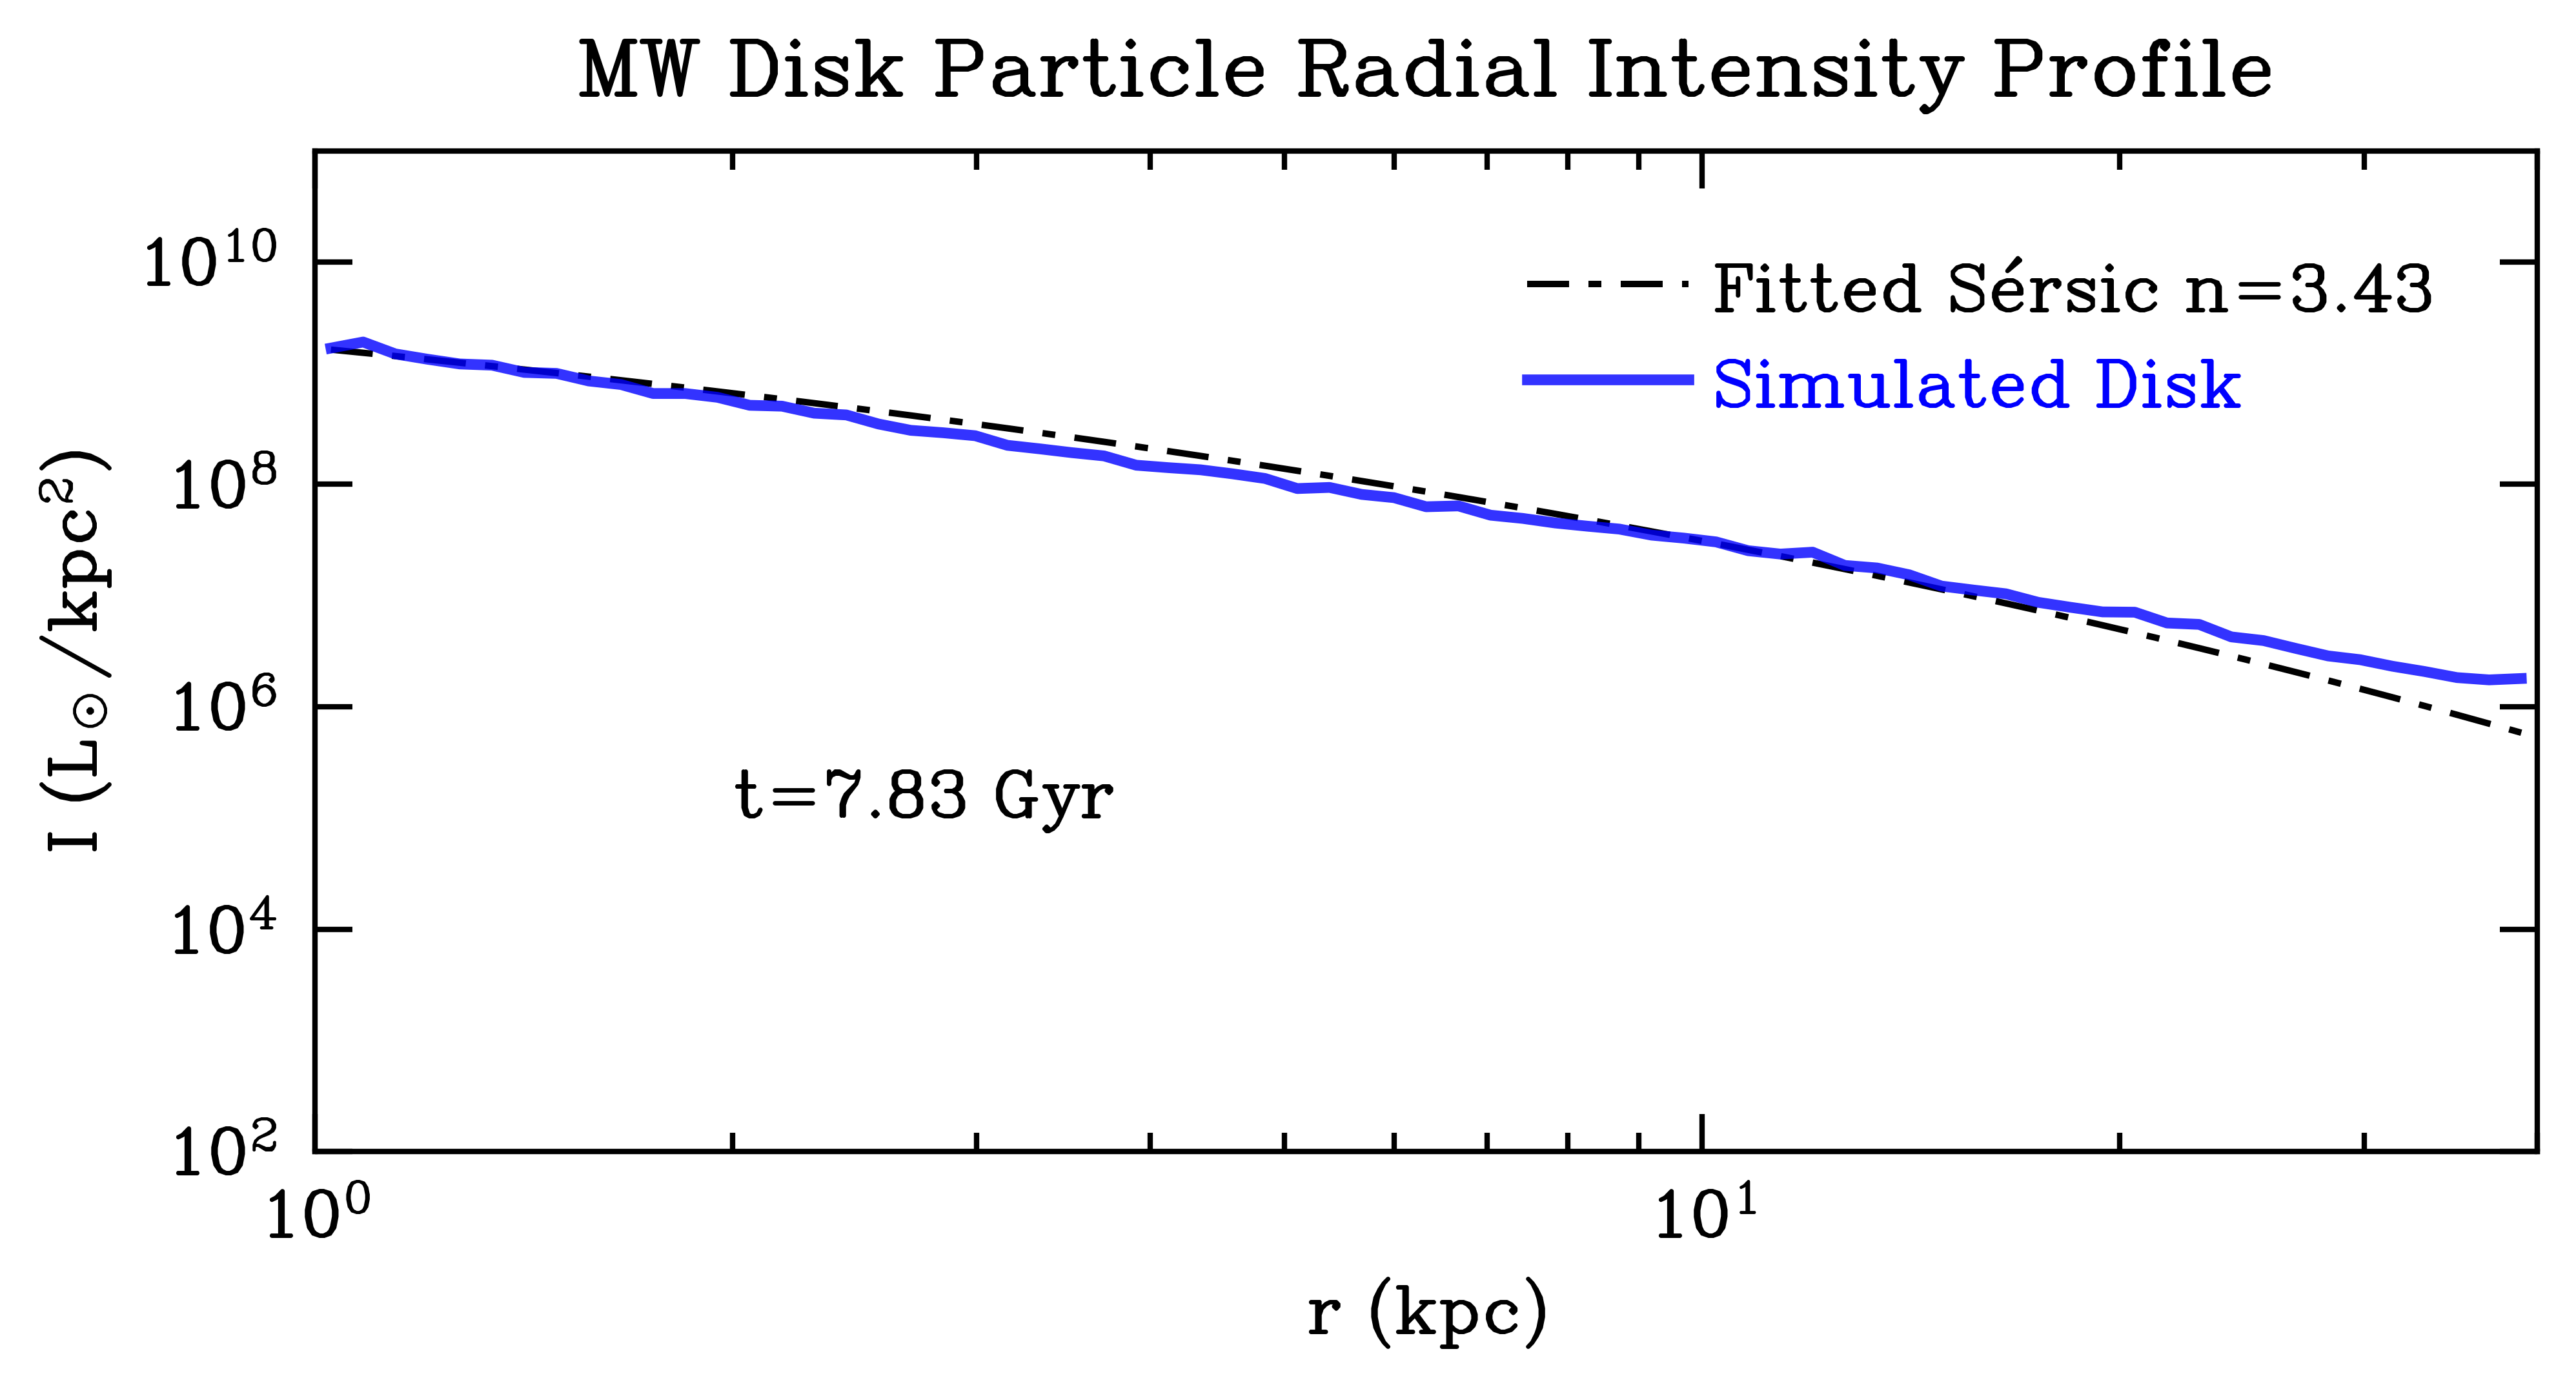 MW Disk Particle Radial Intensity Profile
10¹⁰
10⁸
10⁶
10⁴
10²
I (L⊙/kpc²)
Fitted Sérsic n=3.43
Simulated Disk
t=7.83 Gyr
10⁰
10¹
r (kpc)